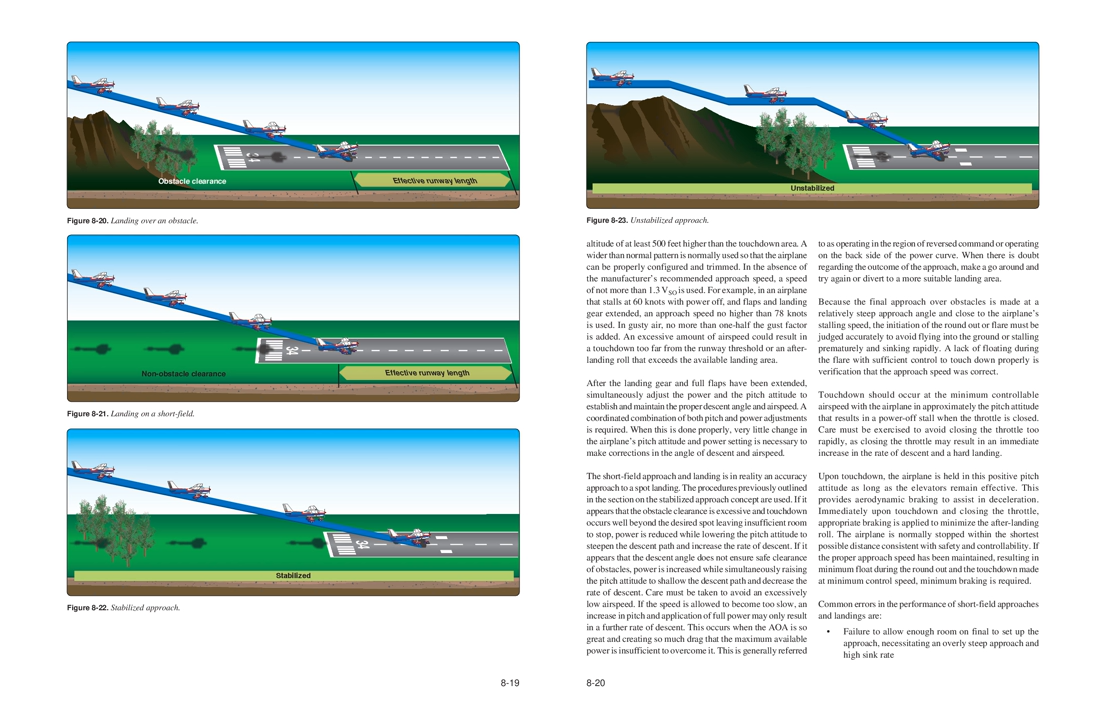 34
Obstacle clearance
Effective runway length
Figure 8-20. Landing over an obstacle.
34
Non-obstacle clearance
Effective runway length
Figure 8-21. Landing on a short-field.
34
Stabilized
Figure 8-22. Stabilized approach.
8-19
Unstabilized
Figure 8-23. Unstabilized approach.
altitude of at least 500 feet higher than the touchdown area. A
wider than normal pattern is normally used so that the airplane
can be properly configured and trimmed. In the absence of
the manufacturer's recommended approach speed, a speed
of not more than 1.3 VSO is used. For example, in an airplane
that stalls at 60 knots with power off, and flaps and landing
gear extended, an approach speed no higher than 78 knots
is used. In gusty air, no more than one-half the gust factor
is added. An excessive amount of airspeed could result in
a touchdown too far from the runway threshold or an after-
landing roll that exceeds the available landing area.
After the landing gear and full flaps have been extended,
simultaneously adjust the power and the pitch attitude to
establish and maintain the proper descent angle and airspeed. A
coordinated combination of both pitch and power adjustments
is required. When this is done properly, very little change in
the airplane's pitch attitude and power setting is necessary to
make corrections in the angle of descent and airspeed.
The short-field approach and landing is in reality an accuracy
approach to a spot landing. The procedures previously outlined
in the section on the stabilized approach concept are used. If it
appears that the obstacle clearance is excessive and touchdown
occurs well beyond the desired spot leaving insufficient room
to stop, power is reduced while lowering the pitch attitude to
steepen the descent path and increase the rate of descent. If it
appears that the descent angle does not ensure safe clearance
of obstacles, power is increased while simultaneously raising
the pitch attitude to shallow the descent path and decrease the
rate of descent. Care must be taken to avoid an excessively
low airspeed. If the speed is allowed to become too slow, an
increase in pitch and application of full power may only result
in a further rate of descent. This occurs when the AOA is so
great and creating so much drag that the maximum available
power is insufficient to overcome it. This is generally referred
to as operating in the region of reversed command or operating
on the back side of the power curve. When there is doubt
regarding the outcome of the approach, make a go around and
try again or divert to a more suitable landing area.
Because the final approach over obstacles is made at a
relatively steep approach angle and close to the airplane's
stalling speed, the initiation of the round out or flare must be
judged accurately to avoid flying into the ground or stalling
prematurely and sinking rapidly. A lack of floating during
the flare with sufficient control to touch down properly is
verification that the approach speed was correct.
Touchdown should occur at the minimum controllable
airspeed with the airplane in approximately the pitch attitude
that results in a power-off stall when the throttle is closed.
Care must be exercised to avoid closing the throttle too
rapidly, as closing the throttle may result in an immediate
increase in the rate of descent and a hard landing.
Upon touchdown, the airplane is held in this positive pitch
attitude as long as the elevators remain effective. This
provides aerodynamic braking to assist in deceleration.
Immediately upon touchdown and closing the throttle,
appropriate braking is applied to minimize the after-landing
roll. The airplane is normally stopped within the shortest
possible distance consistent with safety and controllability. If
the proper approach speed has been maintained, resulting in
minimum float during the round out and the touchdown made
at minimum control speed, minimum braking is required.
Common errors in the performance of short-field approaches
and landings are:
• Failure to allow enough room on final to set up the
approach, necessitating an overly steep approach and
high sink rate
8-20